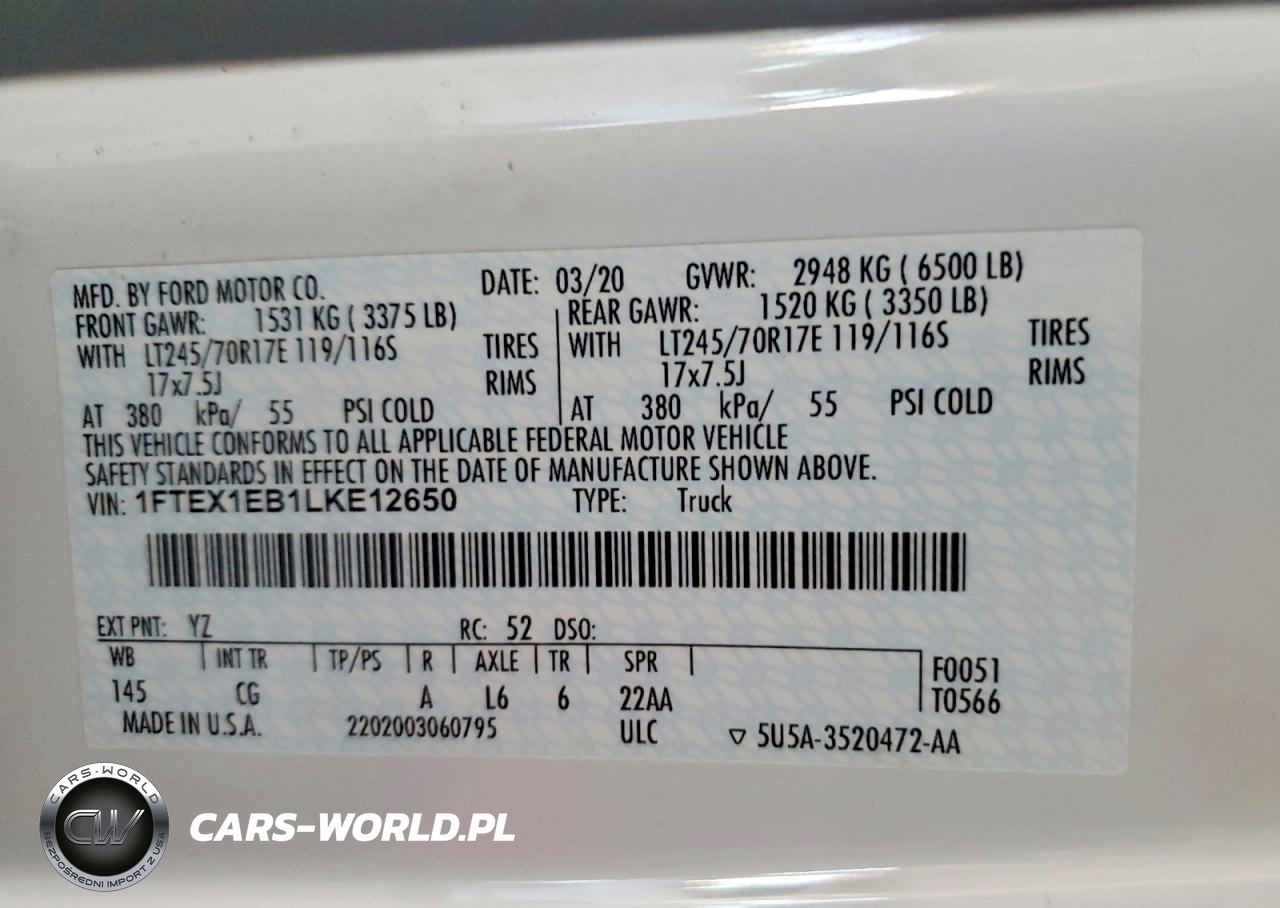 MFD. BY FORD MOTOR CO. DATE: 03/20 GVWR: 2948 KG ( 6500 LB)
FRONT GAWR: 1531 KG ( 3375 LB) REAR GAWR: 1520 KG ( 3350 LB)
WITH LT245/70R17E 119/116S TIRES WITH LT245/70R17E 119/116S TIRES
17x7.5J RIMS 17x7.5J RIMS
AT 380 kPa/ 55 PSI COLD AT 380 kPa/ 55 PSI COLD
THIS VEHICLE CONFORMS TO ALL APPLICABLE FEDERAL MOTOR VEHICLE
SAFETY STANDARDS IN EFFECT ON THE DATE OF MANUFACTURE SHOWN ABOVE.
VIN: 1FTEX1EB1LKE12650 TYPE: Truck
EXT PNT: YZ RC: 52 DSO:
WB INT TR TP/PS R AXLE TR SPR F0051
145 CG A L6 6 22AA T0566
MADE IN U.S.A. 2202003060795 ULC ▽ 5U5A-3520472-AA
CARS-WORLD
CW
BEZPOŚREDNI IMPORT Z USA
CARS-WORLD.PL